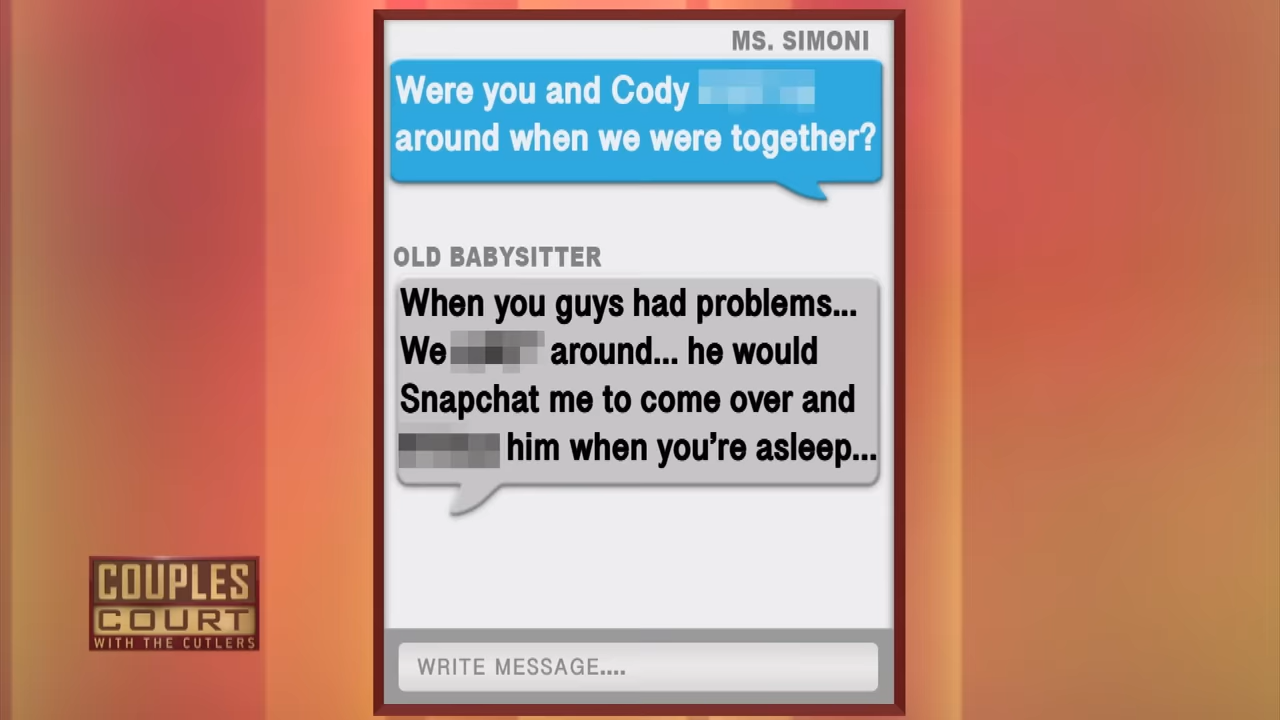 MS. SIMONI
Were you and Cody
around when we were together?
OLD BABYSITTER
When you guys had problems...
We around... he would
Snapchat me to come over and
him when you're asleep...
WRITE MESSAGE....
COUPLES
COURT
WITH THE CUTLERS